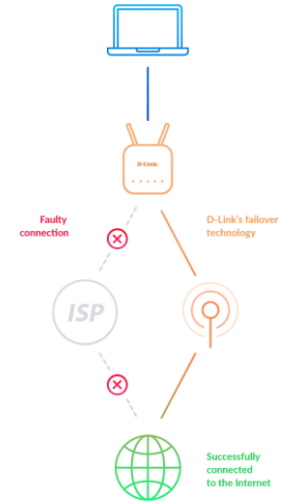 D-Link
Faulty
connection
D-Link's failover
technology
ISP
Successfully
connected
to the Internet